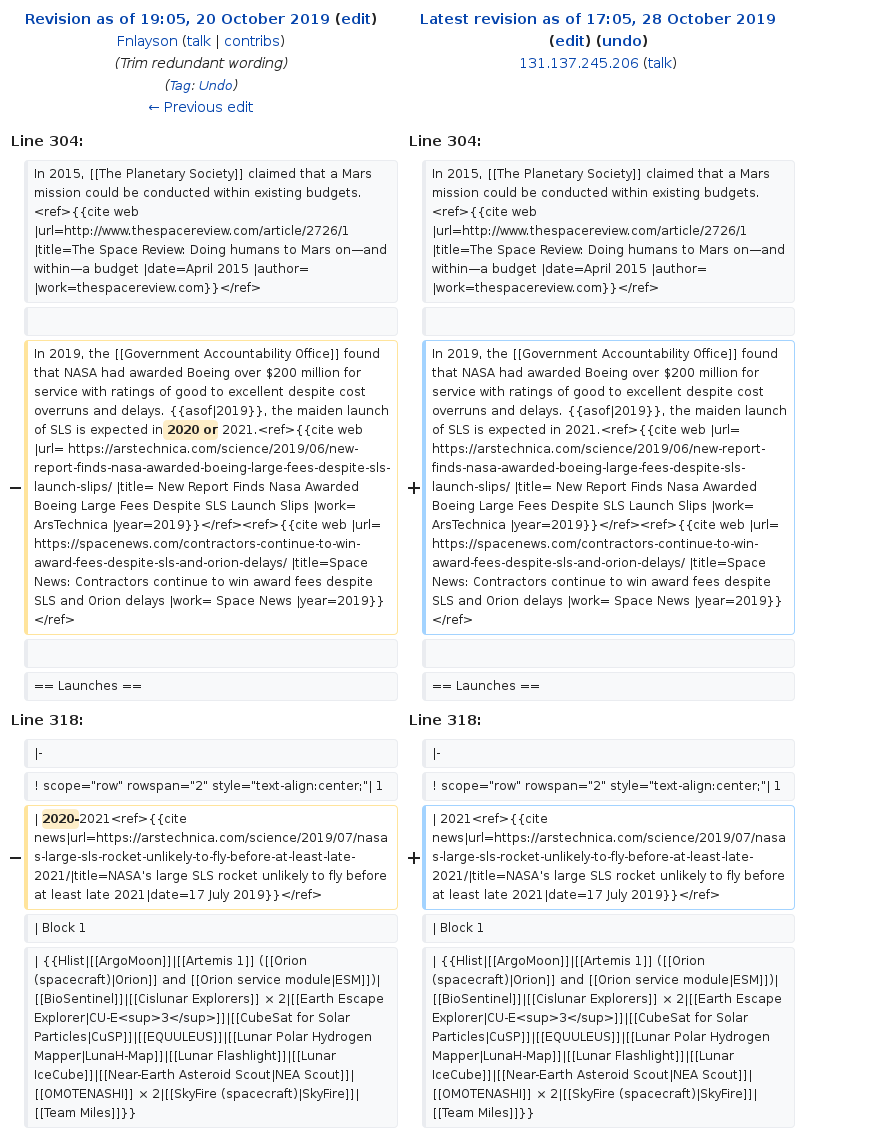 Revision as of 19:05, 20 October 2019 (edit)
Fnlayson (talk | contribs)
(Trim redundant wording)
(Tag: Undo)
← Previous edit
Latest revision as of 17:05, 28 October 2019
(edit) (undo)
131.137.245.206 (talk)
Line 304:
Line 304:
In 2015, [[The Planetary Society]] claimed that a Mars
mission could be conducted within existing budgets.
<ref>{{cite web
|url=http://www.thespacereview.com/article/2726/1
|title=The Space Review: Doing humans to Mars on—and
within—a budget |date=April 2015 |author=
|work=thespacereview.com}}</ref>
In 2015, [[The Planetary Society]] claimed that a Mars
mission could be conducted within existing budgets.
<ref>{{cite web
|url=http://www.thespacereview.com/article/2726/1
|title=The Space Review: Doing humans to Mars on—and
within—a budget |date=April 2015 |author=
|work=thespacereview.com}}</ref>
−
In 2019, the [[Government Accountability Office]] found
that NASA had awarded Boeing over $200 million for
service with ratings of good to excellent despite cost
overruns and delays. {{asof|2019}}, the maiden launch
of SLS is expected in 2020 or 2021.<ref>{{cite web
|url= https://arstechnica.com/science/2019/06/new-
report-finds-nasa-awarded-boeing-large-fees-despite-sls-
launch-slips/ |title= New Report Finds Nasa Awarded
Boeing Large Fees Despite SLS Launch Slips |work=
ArsTechnica |year=2019}}</ref><ref>{{cite web |url=
https://spacenews.com/contractors-continue-to-win-
award-fees-despite-sls-and-orion-delays/ |title=Space
News: Contractors continue to win award fees despite
SLS and Orion delays |work= Space News |year=2019}}
</ref>
+
In 2019, the [[Government Accountability Office]] found
that NASA had awarded Boeing over $200 million for
service with ratings of good to excellent despite cost
overruns and delays. {{asof|2019}}, the maiden launch
of SLS is expected in 2021.<ref>{{cite web |url=
https://arstechnica.com/science/2019/06/new-report-
finds-nasa-awarded-boeing-large-fees-despite-sls-
launch-slips/ |title= New Report Finds Nasa Awarded
Boeing Large Fees Despite SLS Launch Slips |work=
ArsTechnica |year=2019}}</ref><ref>{{cite web |url=
https://spacenews.com/contractors-continue-to-win-
award-fees-despite-sls-and-orion-delays/ |title=Space
News: Contractors continue to win award fees despite
SLS and Orion delays |work= Space News |year=2019}}
</ref>
== Launches ==
== Launches ==
Line 318:
Line 318:
|-
|-
! scope="row" rowspan="2" style="text-align:center;"| 1
! scope="row" rowspan="2" style="text-align:center;"| 1
−
| 2020-2021<ref>{{cite
news|url=https://arstechnica.com/science/2019/07/nasa
s-large-sls-rocket-unlikely-to-fly-before-at-least-late-
2021/|title=NASA's large SLS rocket unlikely to fly before
at least late 2021|date=17 July 2019}}</ref>
+
| 2021<ref>{{cite
news|url=https://arstechnica.com/science/2019/07/nasa
s-large-sls-rocket-unlikely-to-fly-before-at-least-late-
2021/|title=NASA's large SLS rocket unlikely to fly before
at least late 2021|date=17 July 2019}}</ref>
| Block 1
| Block 1
| {{Hlist|[[ArgoMoon]]|[[Artemis 1]] ([[Orion
(spacecraft)|Orion]] and [[Orion service module|ESM]])|
[[BioSentinel]]|[[Cislunar Explorers]] × 2|[[Earth Escape
Explorer|CU-E<sup>3</sup>]]|[[CubeSat for Solar
Particles|CuSP]]|[[EQUULEUS]]|[[Lunar Polar Hydrogen
Mapper|LunaH-Map]]|[[Lunar Flashlight]]|[[Lunar
IceCube]]|[[Near-Earth Asteroid Scout|NEA Scout]]|
[[OMOTENASHI]] × 2|[[SkyFire (spacecraft)|SkyFire]]|
[[Team Miles]]}}
| {{Hlist|[[ArgoMoon]]|[[Artemis 1]] ([[Orion
(spacecraft)|Orion]] and [[Orion service module|ESM]])|
[[BioSentinel]]|[[Cislunar Explorers]] × 2|[[Earth Escape
Explorer|CU-E<sup>3</sup>]]|[[CubeSat for Solar
Particles|CuSP]]|[[EQUULEUS]]|[[Lunar Polar Hydrogen
Mapper|LunaH-Map]]|[[Lunar Flashlight]]|[[Lunar
IceCube]]|[[Near-Earth Asteroid Scout|NEA Scout]]|
[[OMOTENASHI]] × 2|[[SkyFire (spacecraft)|SkyFire]]|
[[Team Miles]]}}